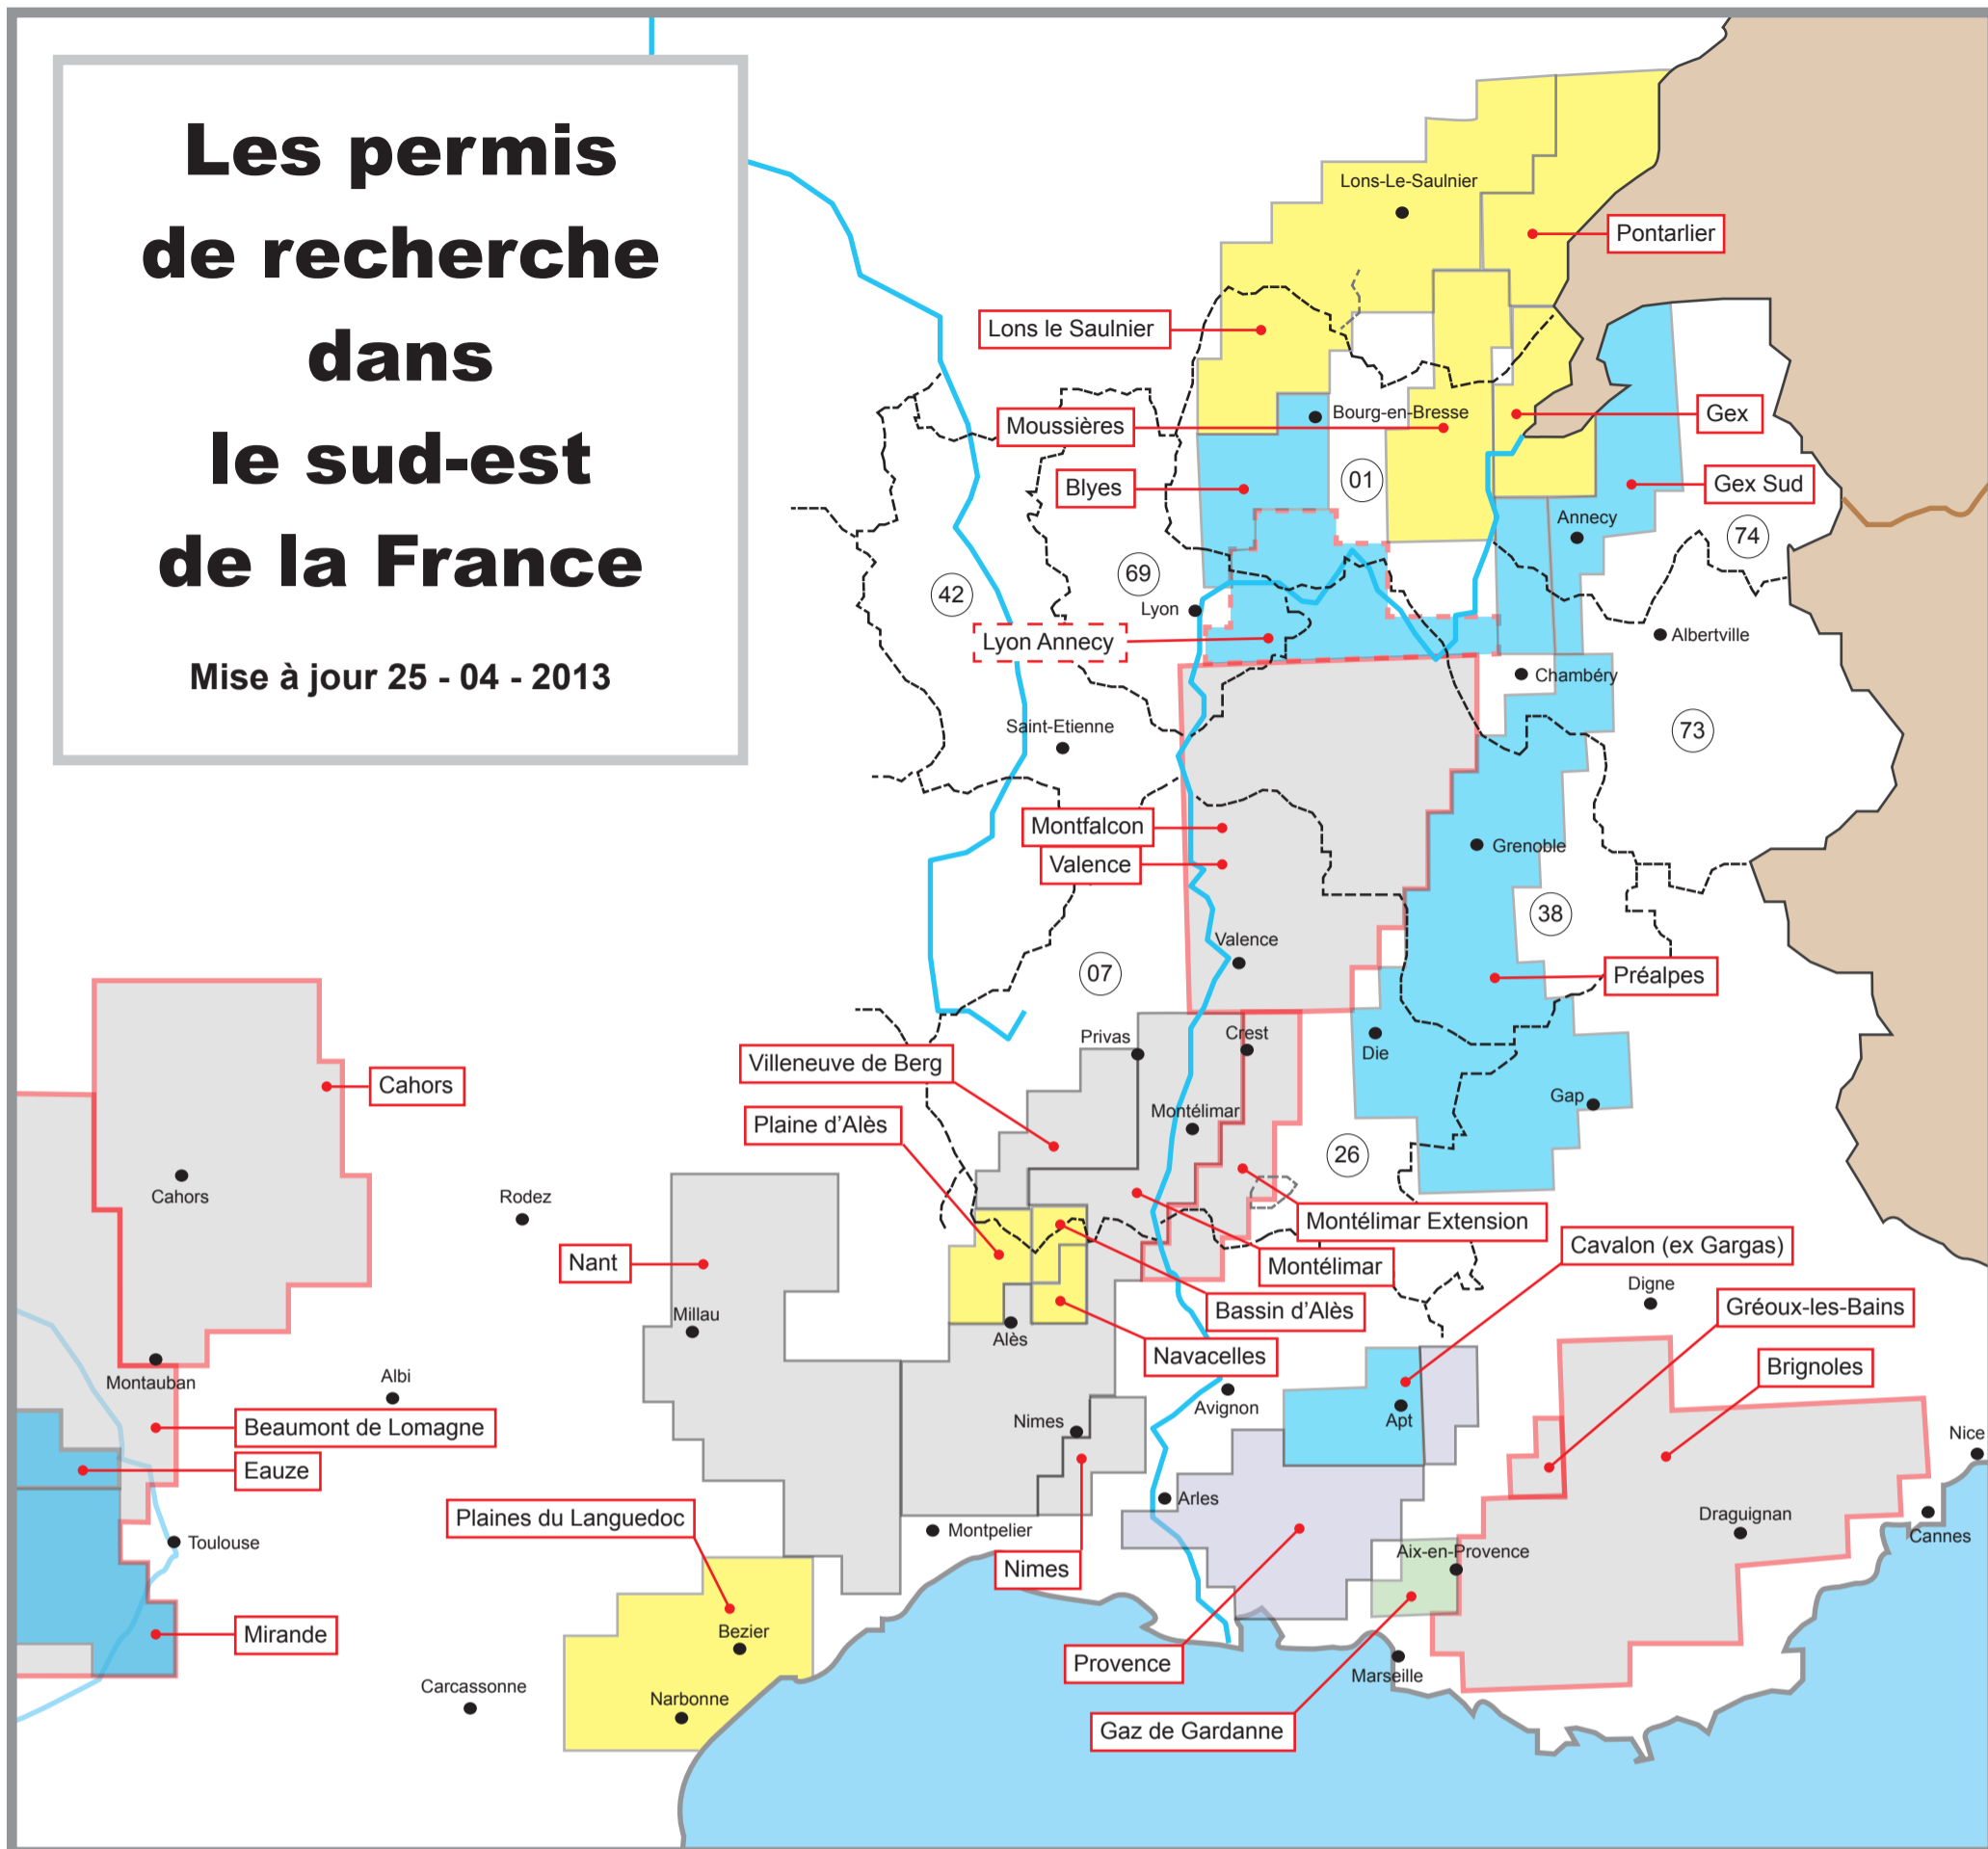 Les permis
de recherche
dans
le sud-est
de la France
Mise à jour 25 - 04 - 2013
Lons-Le-Saulnier
Pontarlier
Lons le Saulnier
Bourg-en-Bresse
Moussières
Gex
Blyes
01
Gex Sud
Annecy
74
69
42
Lyon
Lyon Annecy
Albertville
Chambéry
Saint-Etienne
73
Montfalcon
Grenoble
Valence
38
Valence
07
Préalpes
Privas
Crest
Die
Villeneuve de Berg
Cahors
Gap
Montélimar
Plaine d'Alès
26
Cahors
Rodez
Montélimar Extension
Cavalon (ex Gargas)
Nant
Montélimar
Digne
Millau
Bassin d'Alès
Gréoux-les-Bains
Alès
Navacelles
Brignoles
Montauban
Albi
Avignon
Apt
Beaumont de Lomagne
Nimes
Nice
Eauze
Arles
Plaines du Languedoc
Draguignan
Toulouse
Montpelier
Cannes
Aix-en-Provence
Nimes
Mirande
Bezier
Provence
Marseille
Carcassonne
Narbonne
Gaz de Gardanne